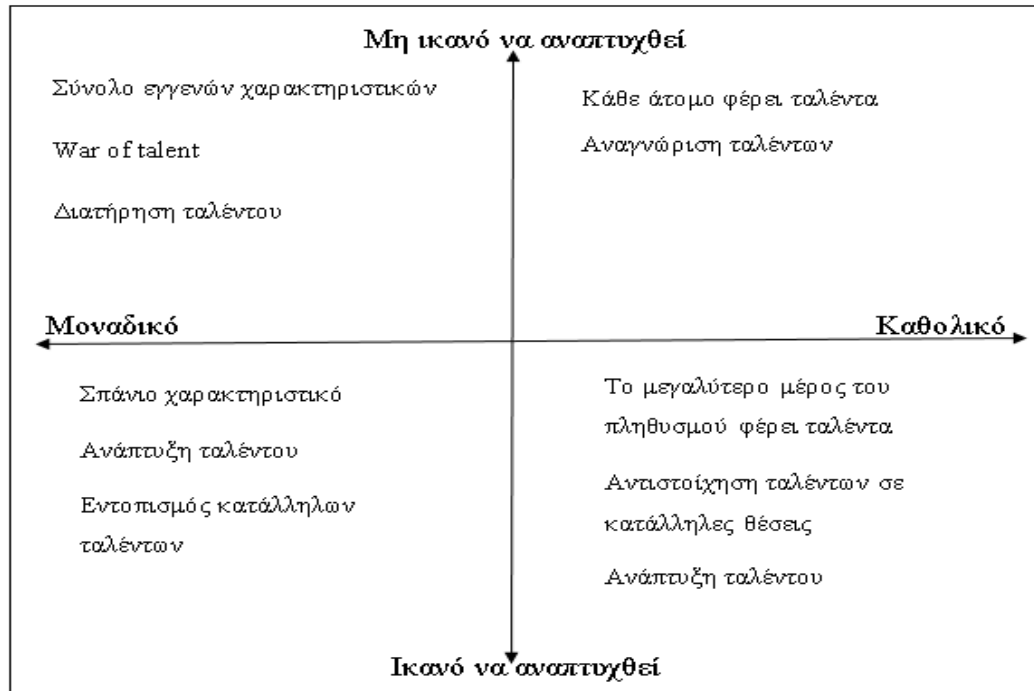 Μη ικανό να αναπτυχθεί
Σύνολο εγγενών χαρακτηριστικών
War of talent
Διατήρηση ταλέντου
Κάθε άτομο φέρει ταλέντα
Αναγνώριση ταλέντων
Μοναδικό
Καθολικό
Σπάνιο χαρακτηριστικό
Ανάπτυξη ταλέντου
Εντοπισμός κατάλληλων
ταλέντων
Το μεγαλύτερο μέρος του
πληθυσμού φέρει ταλέντα
Αντιστοίχηση ταλέντων σε
κατάλληλες θέσεις
Ανάπτυξη ταλέντου
Ικανό να αναπτυχθεί